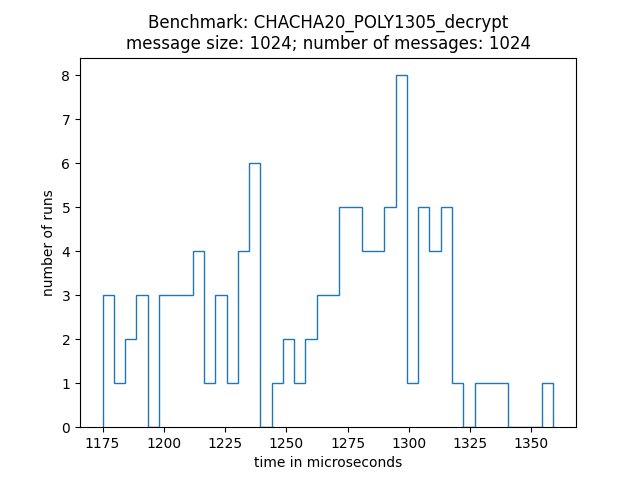 Benchmark: CHACHA20_POLY1305_decrypt
message size: 1024; number of messages: 1024
8
7
6
5
4
3
2
1
0
number of runs
1175 1200 1225 1250 1275 1300 1325 1350
time in microseconds